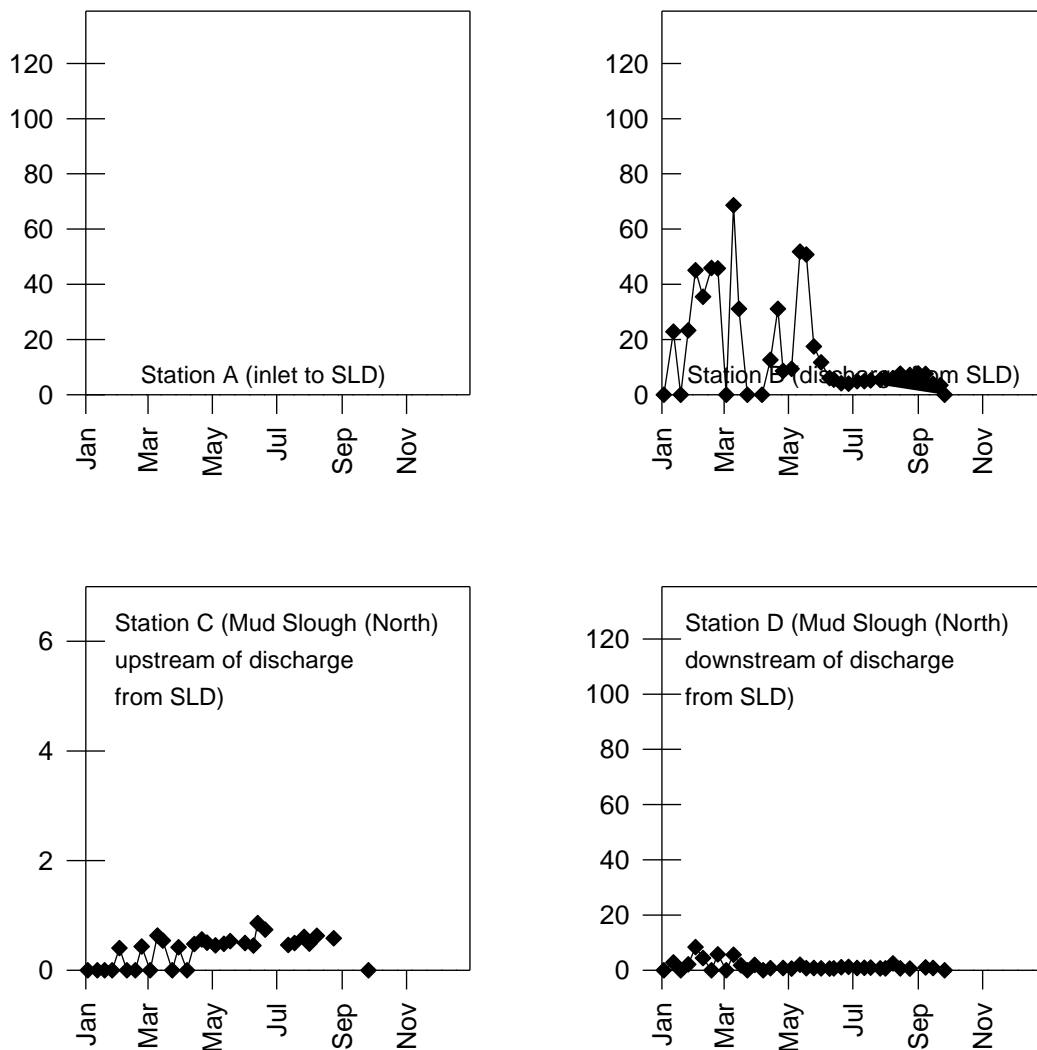 120
100
80
60
40
20
0
Station A (inlet to SLD)
Jan
Mar
May
Jul
Sep
Nov
120
100
80
60
40
20
0
Station B (discharge from SLD)
Jan
Mar
May
Jul
Sep
Nov
6
4
2
0
Station C (Mud Slough (North)
upstream of discharge
from SLD)
Jan
Mar
May
Jul
Sep
Nov
120
100
80
60
40
20
0
Station D (Mud Slough (North)
downstream of discharge
from SLD)
Jan
Mar
May
Jul
Sep
Nov